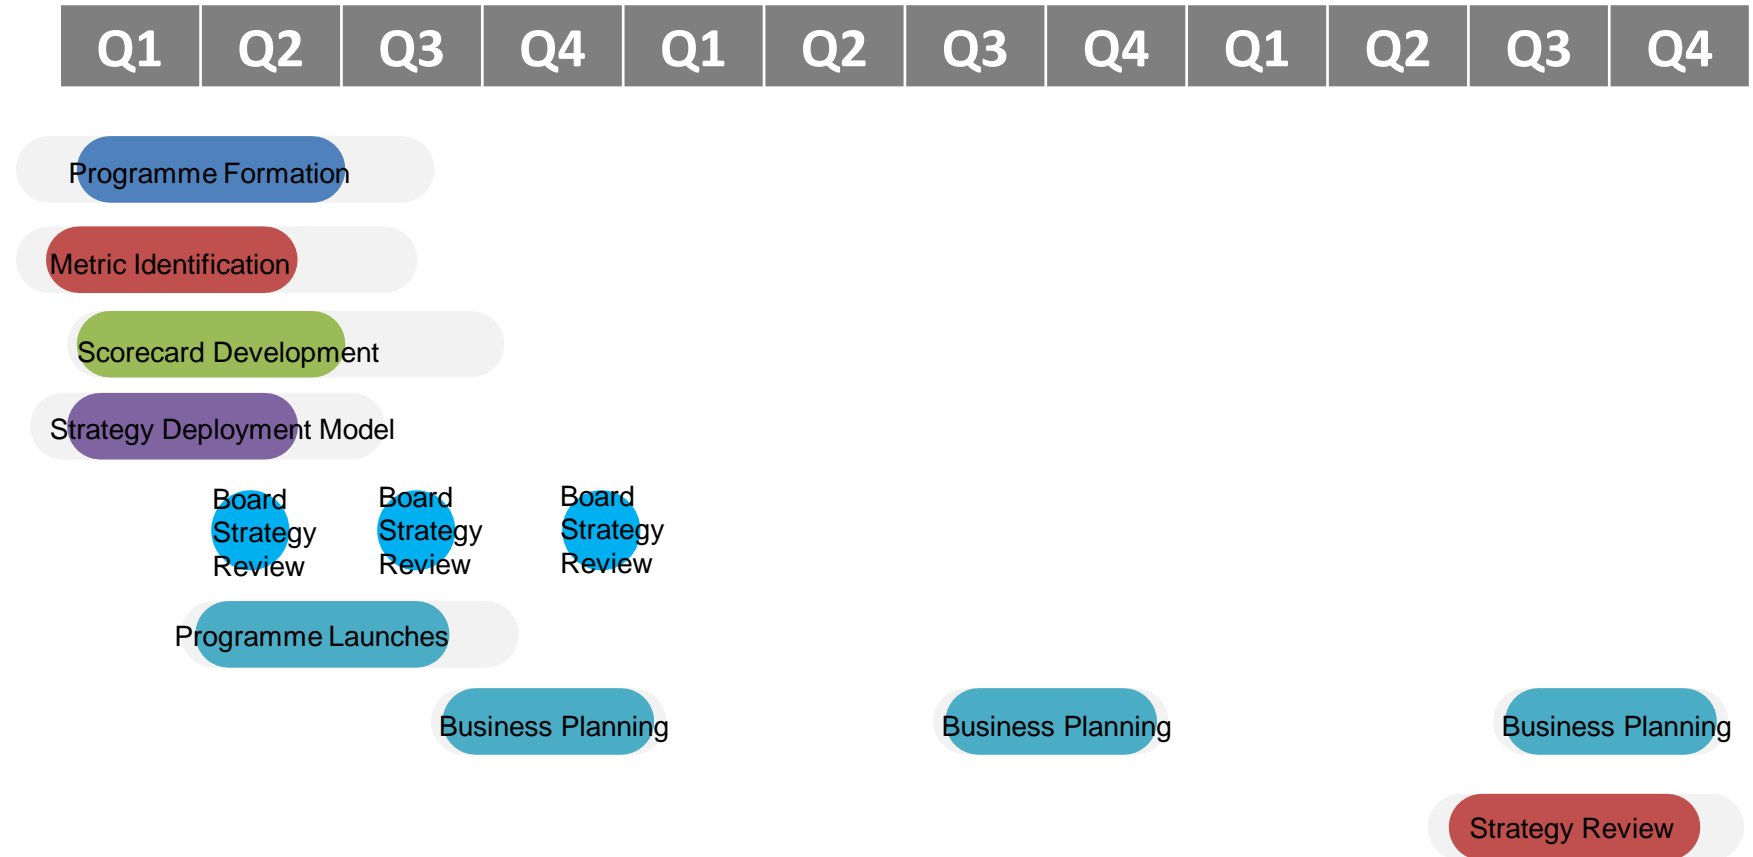 Q1 Q2 Q3 Q4 Q1 Q2 Q3 Q4 Q1 Q2 Q3 Q4
Programme Formation
Metric Identification
Scorecard Development
Strategy Deployment Model
Board
Strategy
Review
Board
Strategy
Review
Board
Strategy
Review
Programme Launches
Business Planning
Business Planning
Business Planning
Strategy Review